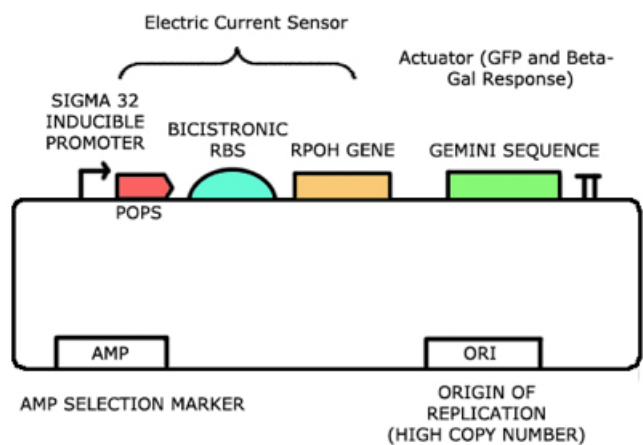 Electric Current Sensor
Actuator (GFP and Beta-
Gal Response)
SIGMA 32
INDUCIBLE
PROMOTER
BICISTRONIC
RBS
RPOH GENE
GEMINI SEQUENCE
POPS
AMP
ORI
AMP SELECTION MARKER
ORIGIN OF
REPLICATION
(HIGH COPY NUMBER)